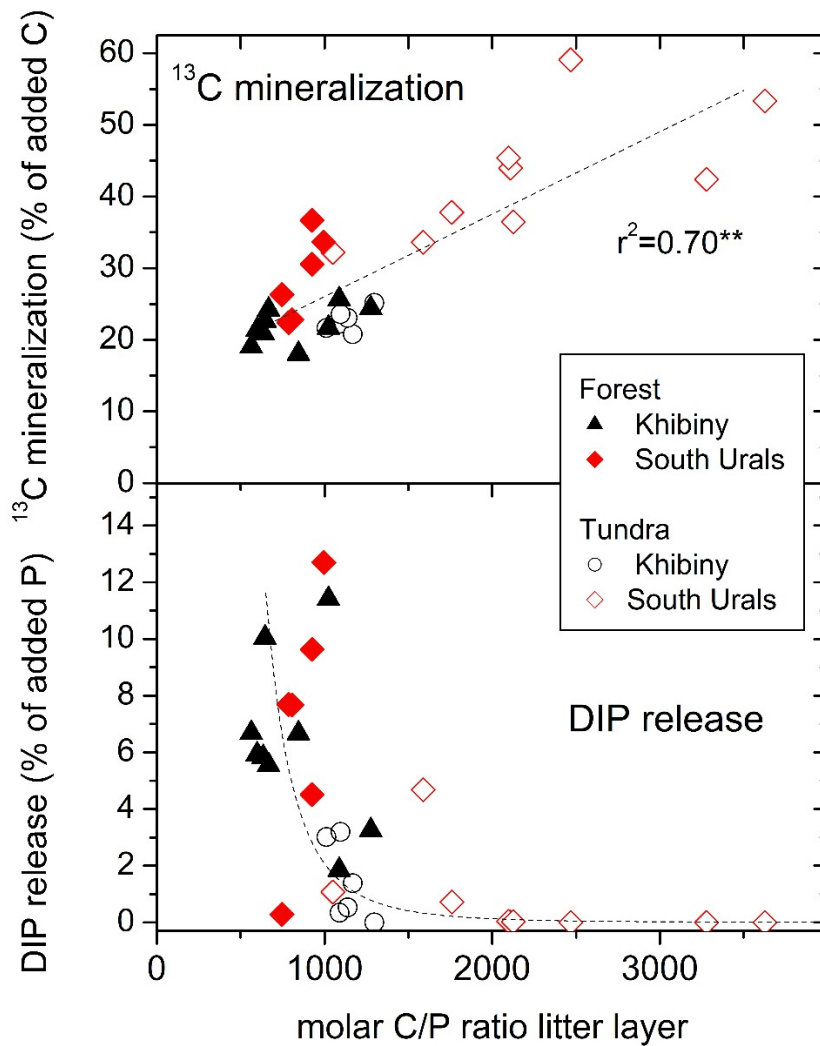 ¹³C mineralization (% of added C)
60
50
40
30
20
10
0
¹³C mineralization
r²=0.70**
Forest
Khibiny
South Urals
Tundra
Khibiny
South Urals
DIP release (% of added P)
14
12
10
8
6
4
2
0
DIP release
0 1000 2000 3000
molar C/P ratio litter layer